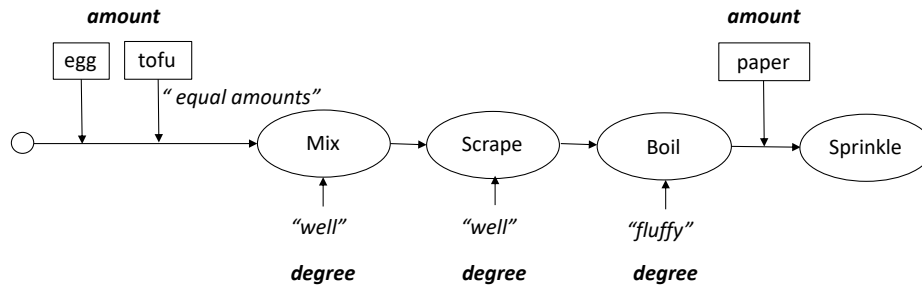 amount
amount
egg
tofu
paper
“ equal amounts”
Mix
Scrape
Boil
Sprinkle
“well”
“well”
“fluffy”
degree
degree
degree